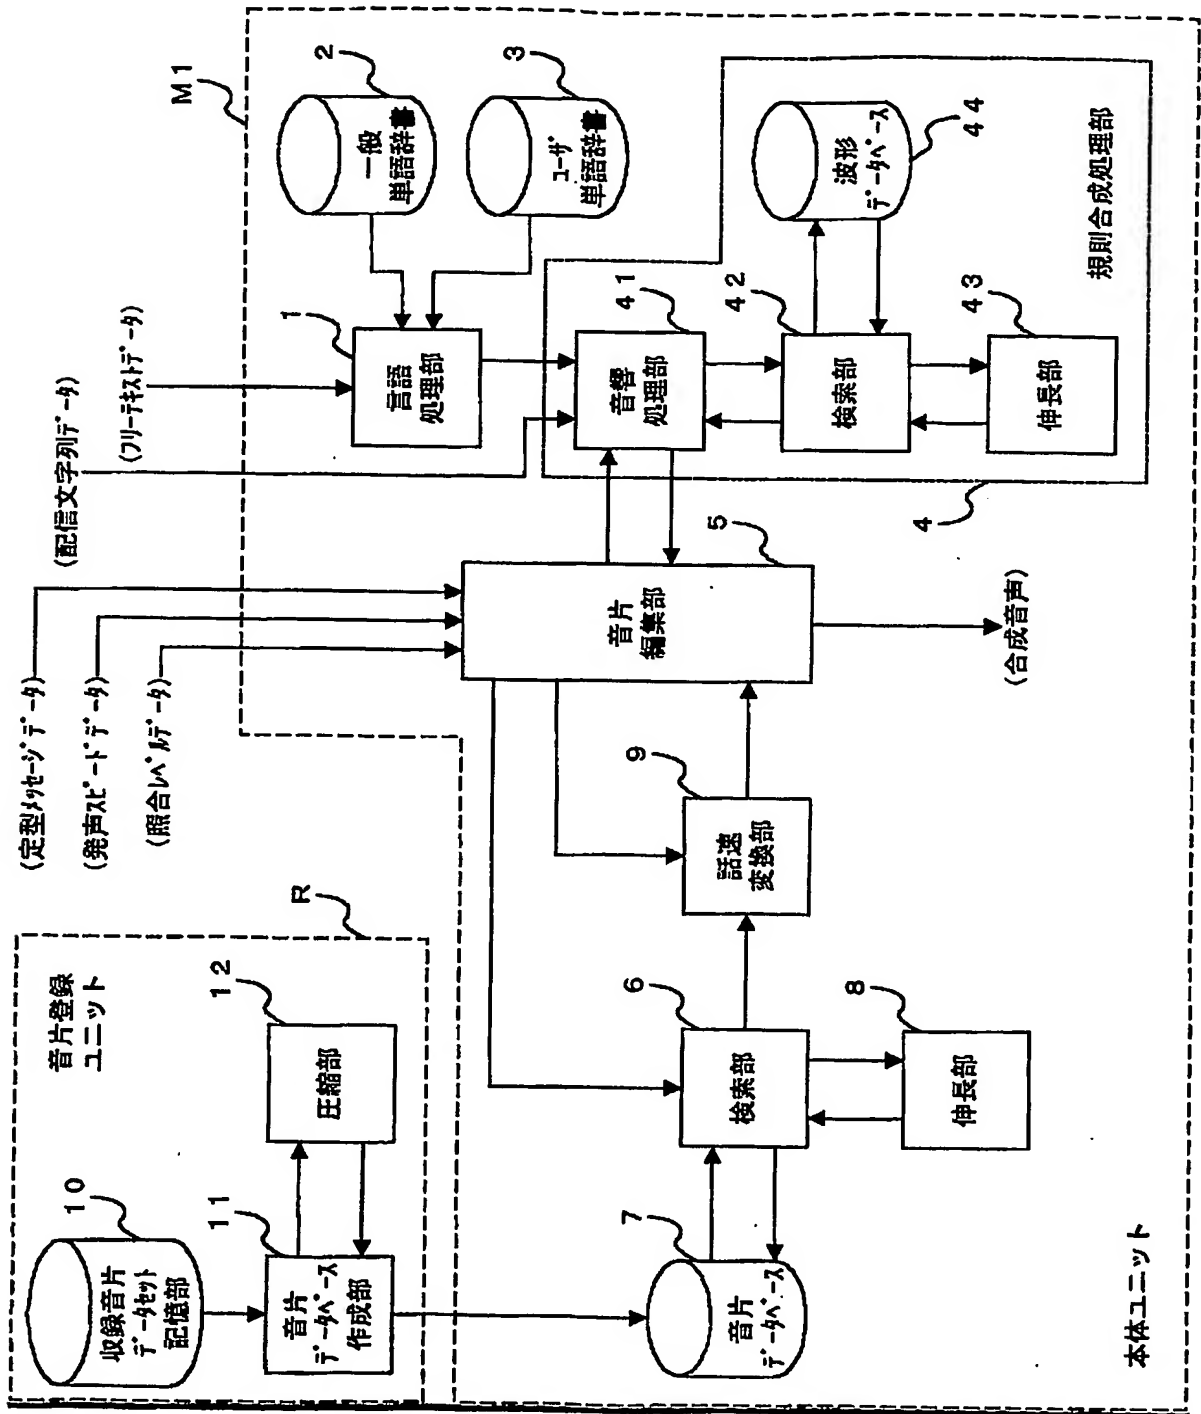 音片登録
ユニット
R
10
収録音片
データセット
記憶部
11
音片
データベース
作成部
12
圧縮部
(定型メッセージデータ)
(発声スピードデータ)
(照合レベルデータ)
(配信文字列データ)
(フリーテキストデータ)
M1
1
言語
処理部
2
一般
単語辞書
3
ユーザ
単語辞書
41
音響
処理部
42
検索部
43
伸長部
44
波形
データベース
規則合成処理部
4
5
音片
編集部
(合成音声)
9
話速
変換部
6
検索部
8
伸長部
7
音片
データベース
本体ユニット